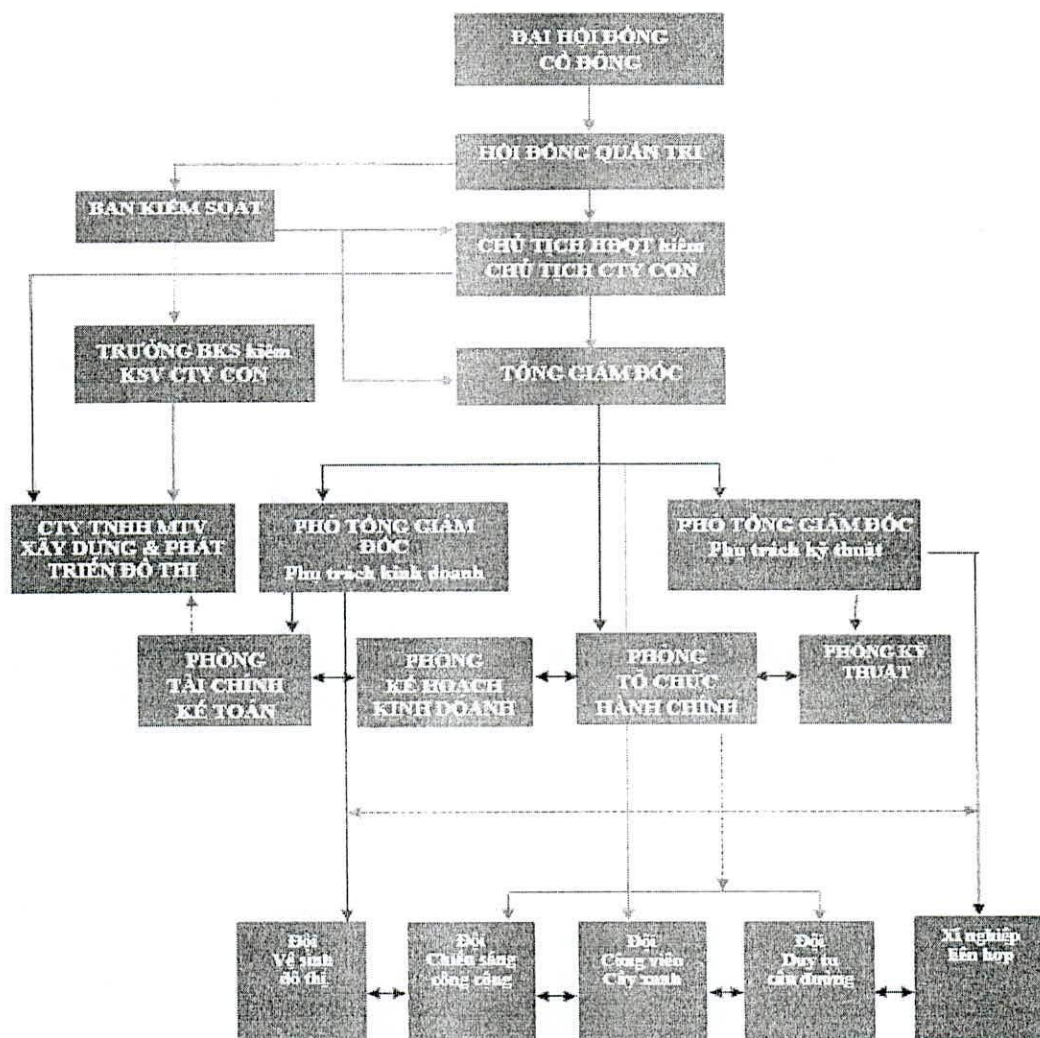 ĐẠI HỘI ĐỒNG
CỔ ĐÔNG
HỘI ĐỒNG QUẢN TRỊ
BAN KIỂM SOÁT
CHỦ TỊCH HĐQT kiêm
CHỦ TỊCH CTY CON
TRƯỞNG BKS kiêm
KSV CTY CON
TỔNG GIÁM ĐỐC
CTY TNHH MTV
XÂY DỰNG & PHÁT
TRIỂN ĐÔ THỊ
PHÓ TỔNG GIÁM
ĐỐC
Phụ trách kinh doanh
PHÓ TỔNG GIÁM ĐỐC
Phụ trách kỹ thuật
PHÒNG
TÀI CHÍNH
KẾ TOÁN
PHÒNG
KẾ HOẠCH
KINH DOANH
PHÒNG
TỔ CHỨC
HÀNH CHÍNH
PHÒNG KỸ
THUẬT
Đội
Vệ sinh
đô thị
Đội
Chiếu sáng
công cộng
Đội
Công viên
Cây xanh
Đội
Duy tu
cầu đường
Xí nghiệp
liên hợp